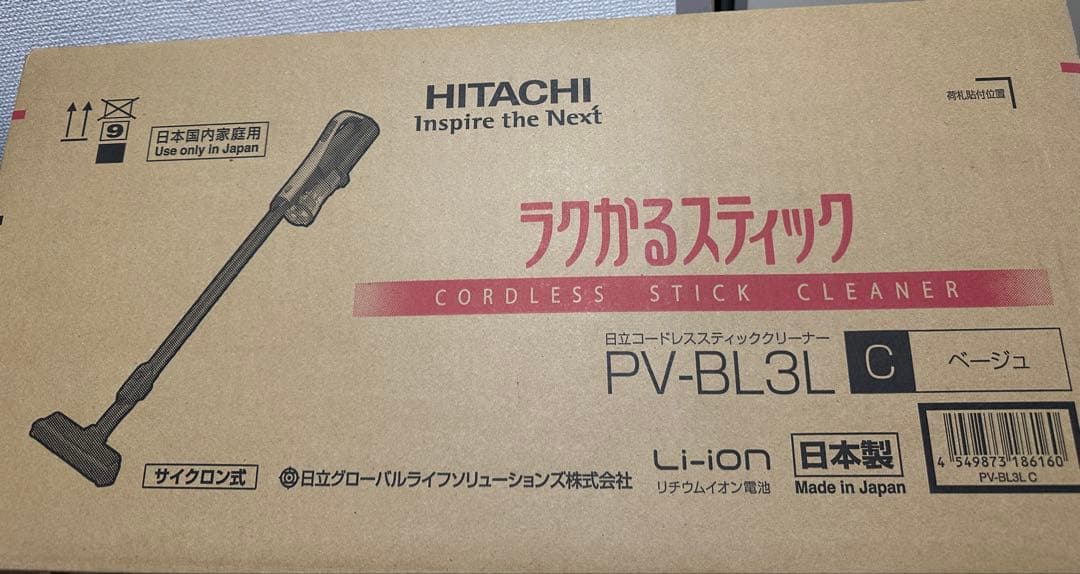 9
日本国内家庭用
Use only in Japan
HITACHI
Inspire the Next
荷札貼付位置
ラクかるスティック
CORDLESS STICK CLEANER
日立コードレススティッククリーナー
PV-BL3L
C
ベージュ
サイクロン式
日立グローバルライフソリューションズ株式会社
Li-ion
リチウムイオン電池
日本製
Made in Japan
4 549873 186160
PV-BL3L C